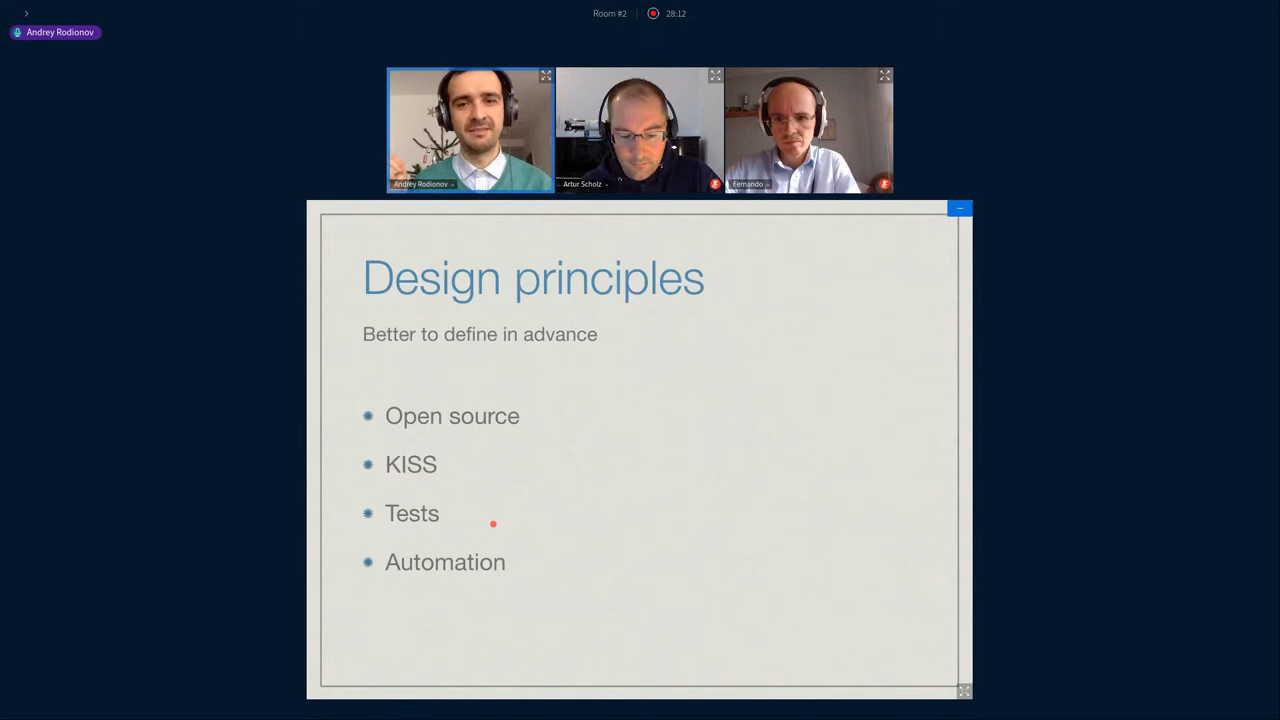 Room #2
28:12
Andrey Rodionov
Andrey Rodionov
Artur Scholz
Fernando
Design principles
Better to define in advance
Open source
KISS
Tests
Automation